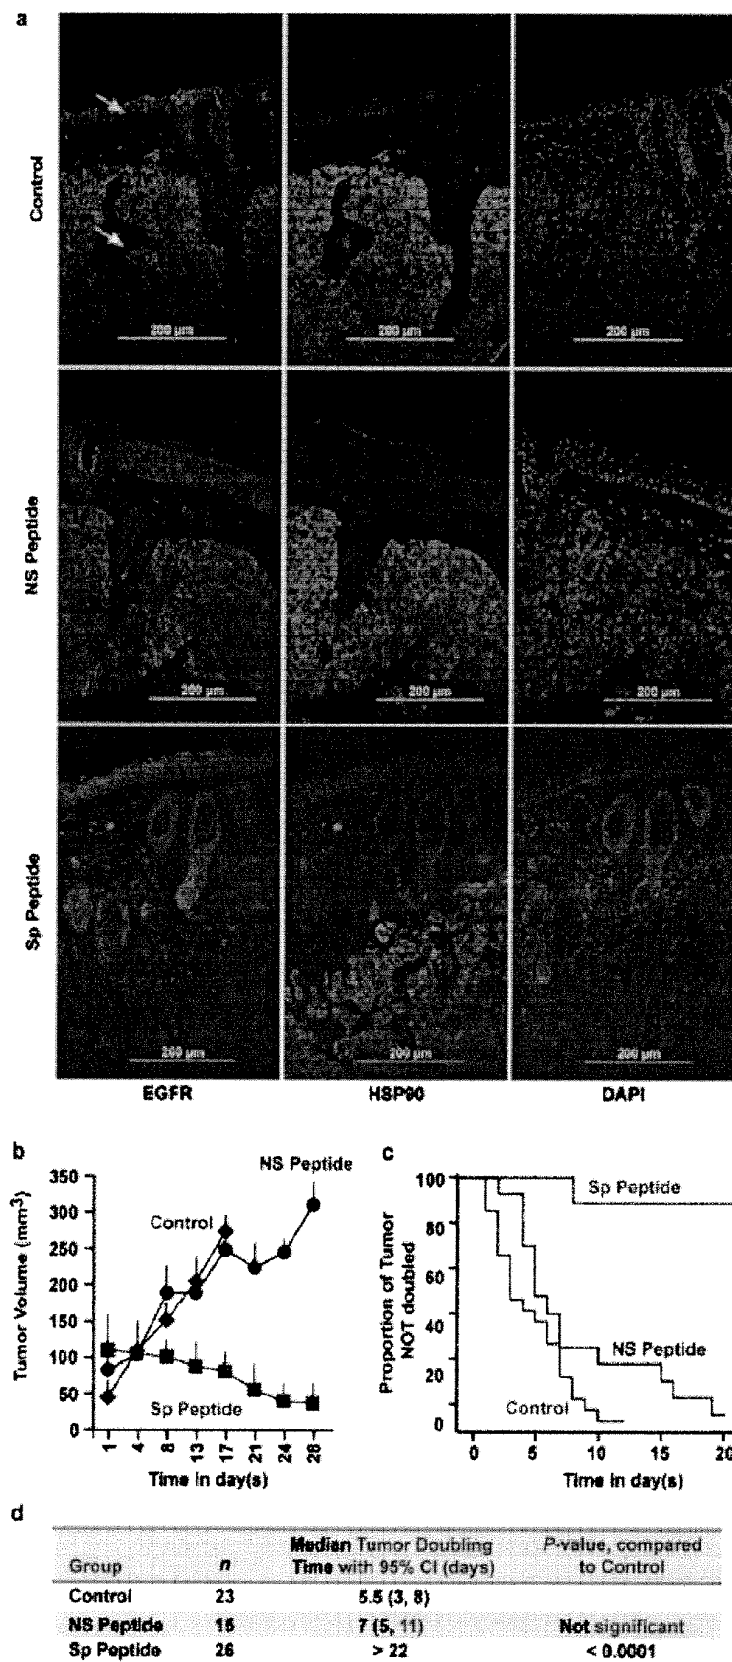 a
Control
200 µm
200 µm
200 µm
NS Peptide
200 µm
200 µm
200 µm
Sp Peptide
200 µm
200 µm
200 µm
EGFR
HSP90
DAPI
b
Tumor Volume (mm³)
350
300
250
200
150
100
50
0
NS Peptide
Control
Sp Peptide
1 4 8 13 17 21 24 28
Time in day(s)
c
Proportion of Tumor
NOT doubled
100
80
60
40
20
0
Sp Peptide
NS Peptide
Control
0 5 10 15 20
Time in day(s)
d
Group n Median Tumor Doubling Time with 95% CI (days) P-value, compared to Control
Control 23 5.5 (3, 8)
NS Peptide 15 7 (5, 11) Not significant
Sp Peptide 26 > 22 < 0.0001